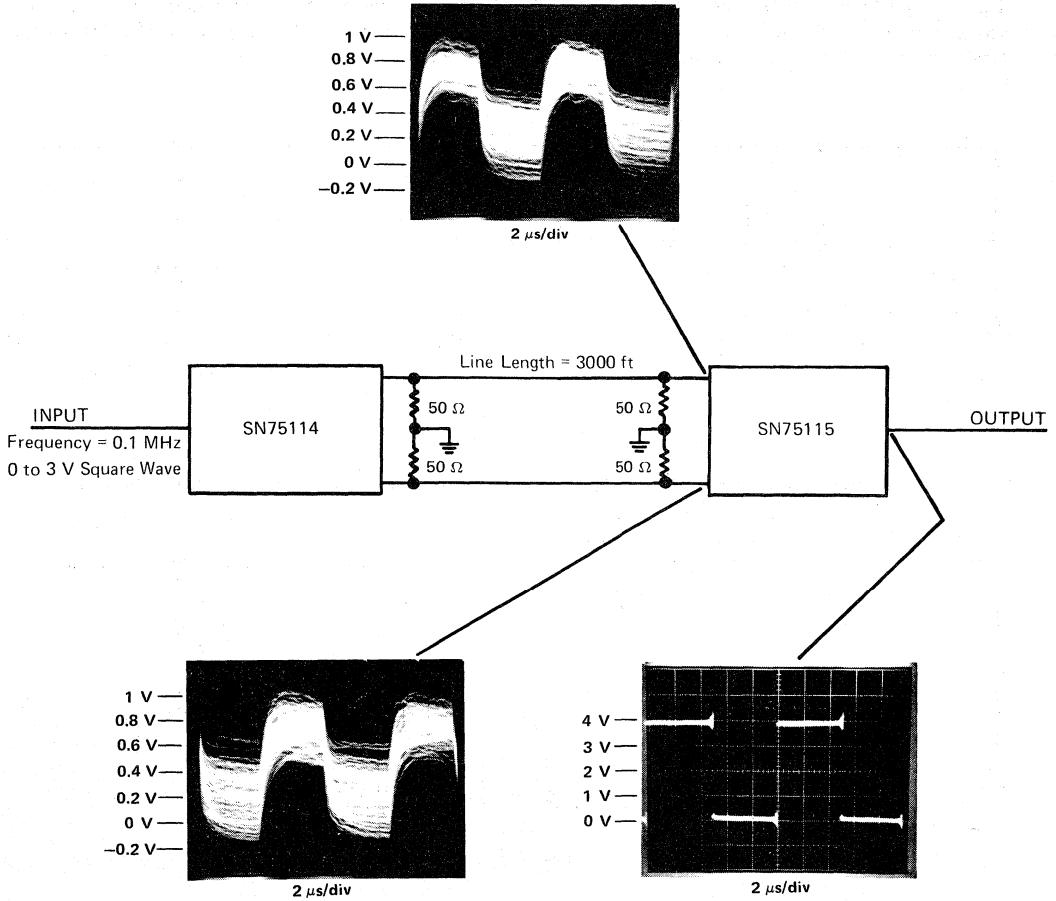 1 V
0.8 V
0.6 V
0.4 V
0.2 V
0 V
−0.2 V
2 μs/div
Line Length = 3000 ft
INPUT
Frequency = 0.1 MHz
0 to 3 V Square Wave
SN75114
50 Ω
50 Ω
50 Ω
50 Ω
SN75115
OUTPUT
1 V
0.8 V
0.6 V
0.4 V
0.2 V
0 V
−0.2 V
2 μs/div
4 V
3 V
2 V
1 V
0 V
2 μs/div